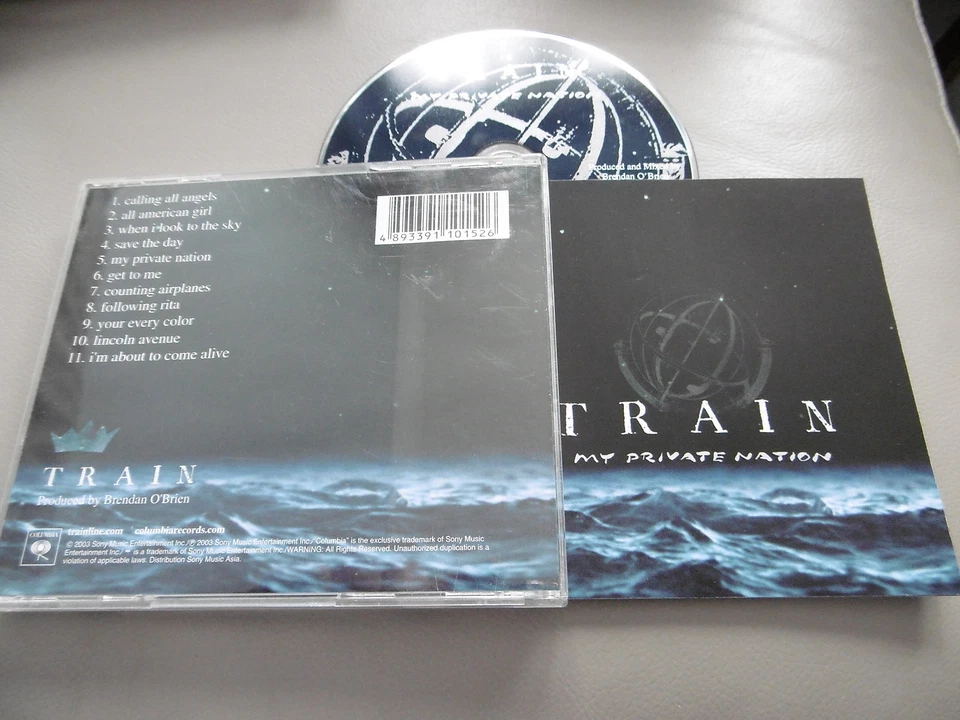 MY PRIVATE NATION
Produced and Mixed by
Brendan O'Brien
1. calling all angels
2. all american girl
3. when i look to the sky
4. save the day
5. my private nation
6. get to me
7. counting airplanes
8. following rita
9. your every color
10. lincoln avenue
11. i'm about to come alive
4 893391 101526
TRAIN
Produced by Brendan O'Brien
COLUMBIA
trainline.com columbiarecords.com
© 2003 Sony Music Entertainment Inc./℗ 2003 Sony Music Entertainment Inc./"Columbia" is the exclusive trademark of Sony Music
Entertainment Inc./ is a trademark of Sony Music Entertainment Inc./WARNING: All Rights Reserved. Unauthorized duplication is a
violation of applicable laws. Distribution Sony Music Asia.
TRAIN
MY PRIVATE NATION